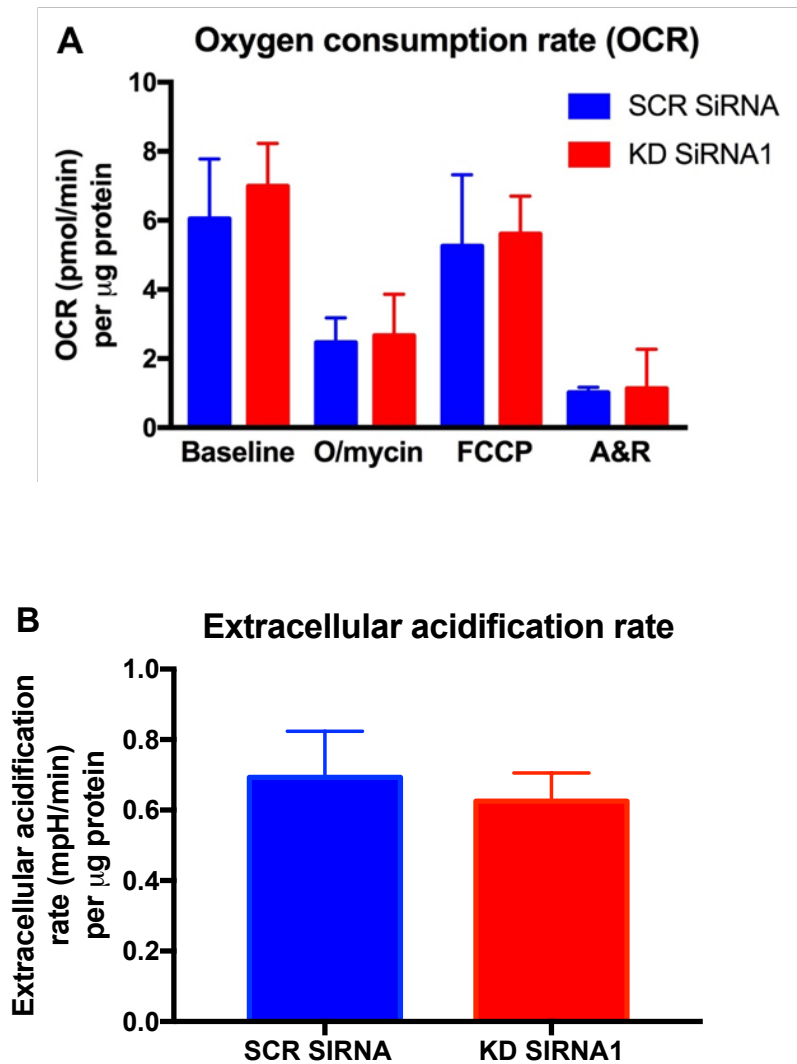 A
Oxygen consumption rate (OCR)
OCR (pmol/min)
per μg protein
10
8
6
4
2
0
SCR SiRNA
KD SiRNA1
Baseline
O/mycin
FCCP
A&R
B
Extracellular acidification rate
Extracellular acidification
rate (mpH/min)
per μg protein
1.0
0.8
0.6
0.4
0.2
0.0
SCR SIRNA
KD SIRNA1